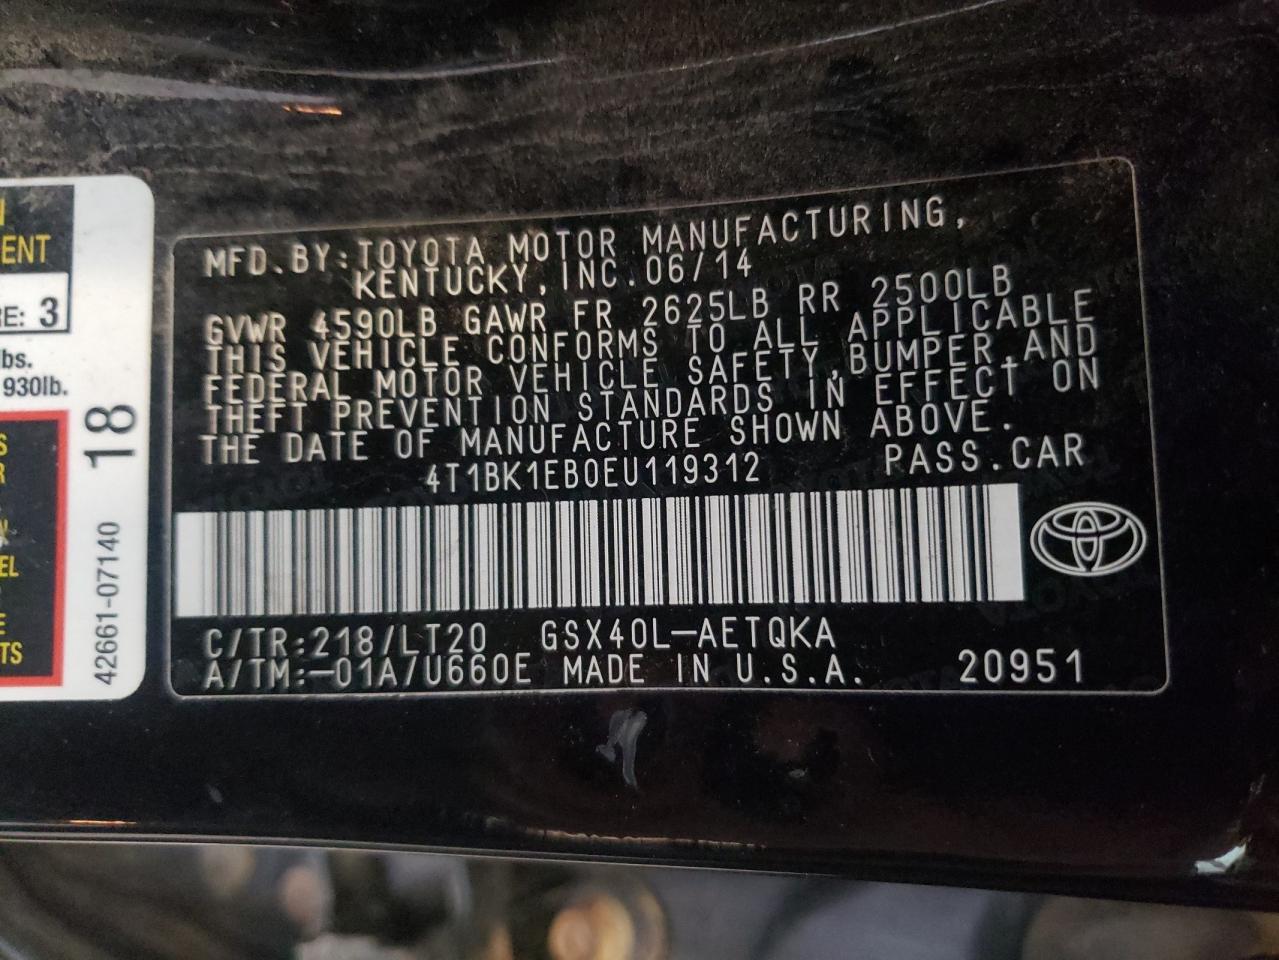 N
ENT
RE: 3
lbs.
930lb.
S
R
EL
E
TS
18
42661-07140
MFD.BY:TOYOTA MOTOR MANUFACTURING,
KENTUCKY,INC.06/14
GVWR 4590LB GAWR FR 2625LB RR 2500LB
THIS VEHICLE CONFORMS TO ALL APPLICABLE
FEDERAL MOTOR VEHICLE SAFETY,BUMPER,AND
THEFT PREVENTION STANDARDS IN EFFECT ON
THE DATE OF MANUFACTURE SHOWN ABOVE.
4T1BK1EB0EU119312 PASS.CAR
C/TR:218/LT20 GSX40L-AETQKA
A/TM:-01A/U660E MADE IN U.S.A. 20951